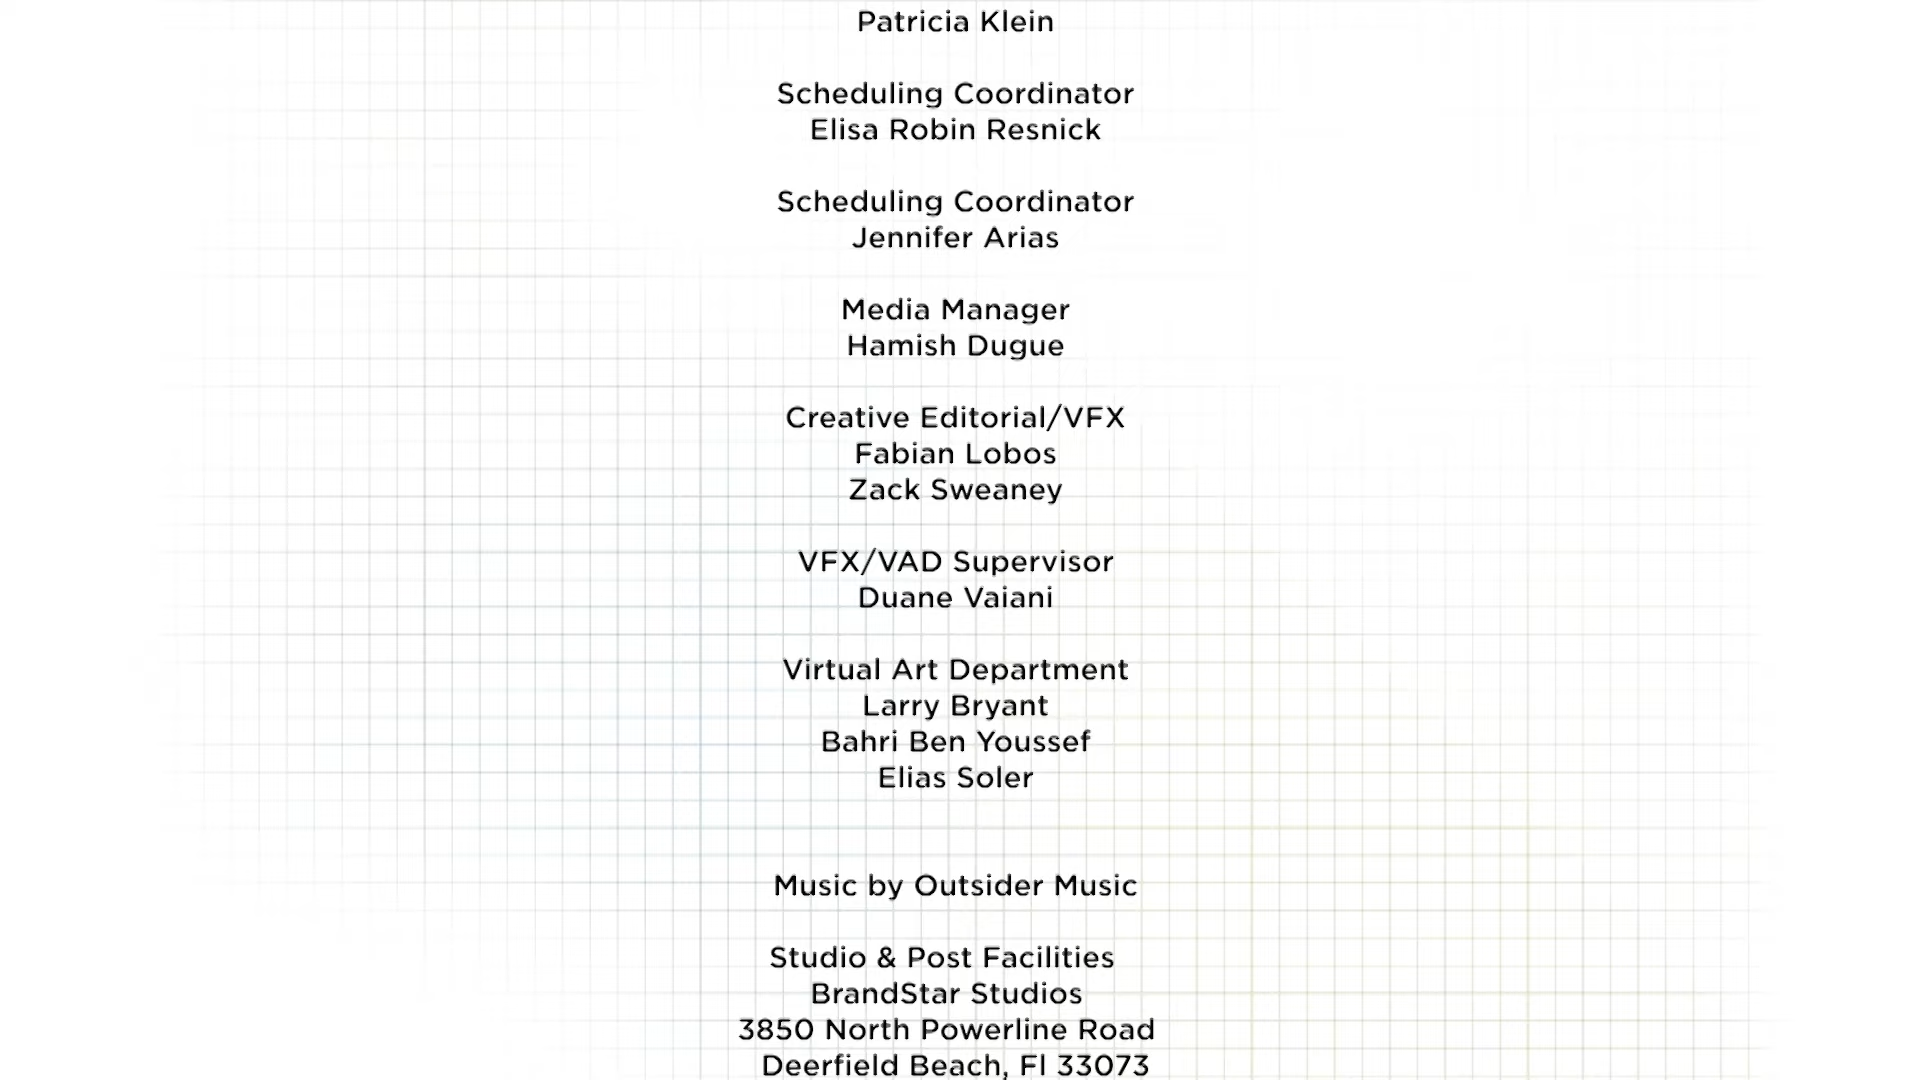 Patricia Klein
Scheduling Coordinator
Elisa Robin Resnick
Scheduling Coordinator
Jennifer Arias
Media Manager
Hamish Dugue
Creative Editorial/VFX
Fabian Lobos
Zack Sweaney
VFX/VAD Supervisor
Duane Vaiani
Virtual Art Department
Larry Bryant
Bahri Ben Youssef
Elias Soler
Music by Outsider Music
Studio & Post Facilities
BrandStar Studios
3850 North Powerline Road
Deerfield Beach, Fl 33073